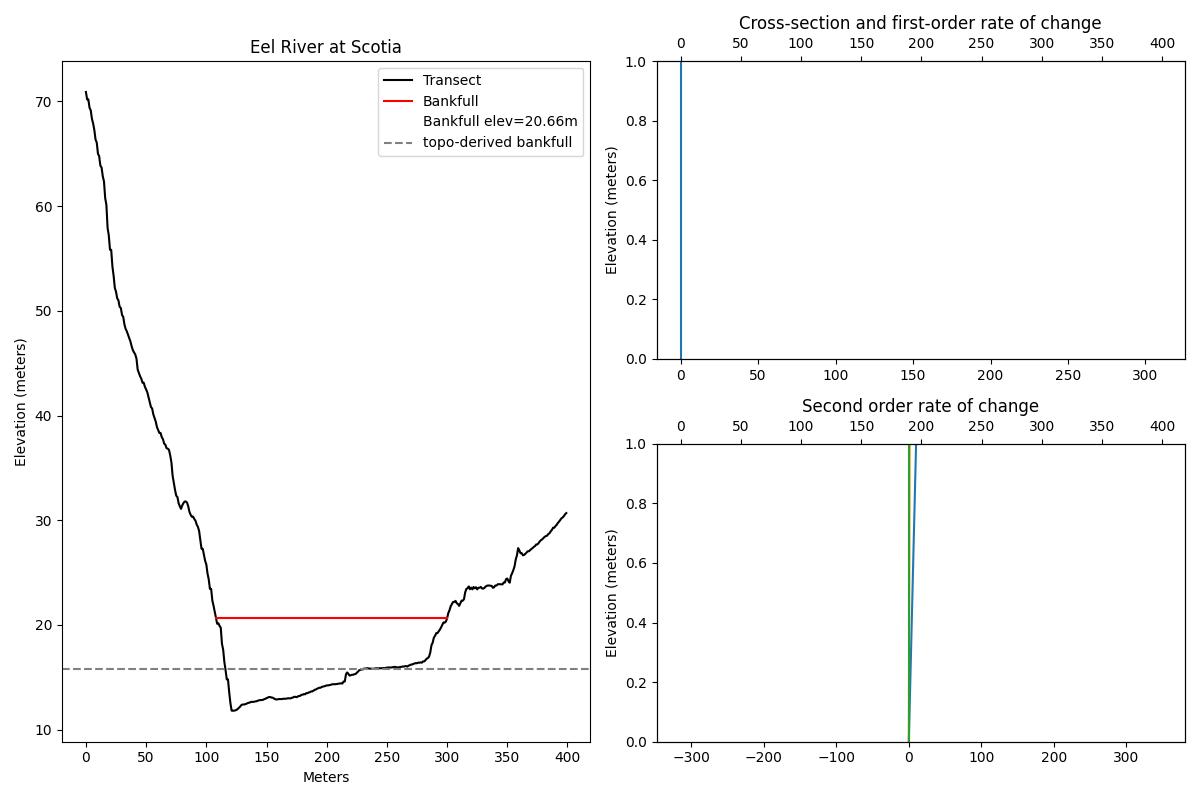 Eel River at Scotia
Transect
Bankfull
Bankfull elev=20.66m
topo-derived bankfull
Elevation (meters)
70
60
50
40
30
20
10
0 50 100 150 200 250 300 350 400
Meters
Cross-section and first-order rate of change
0 50 100 150 200 250 300 350 400
Elevation (meters)
1.0
0.8
0.6
0.4
0.2
0.0
0 50 100 150 200 250 300
Second order rate of change
0 50 100 150 200 250 300 350 400
Elevation (meters)
1.0
0.8
0.6
0.4
0.2
0.0
−300 −200 −100 0 100 200 300